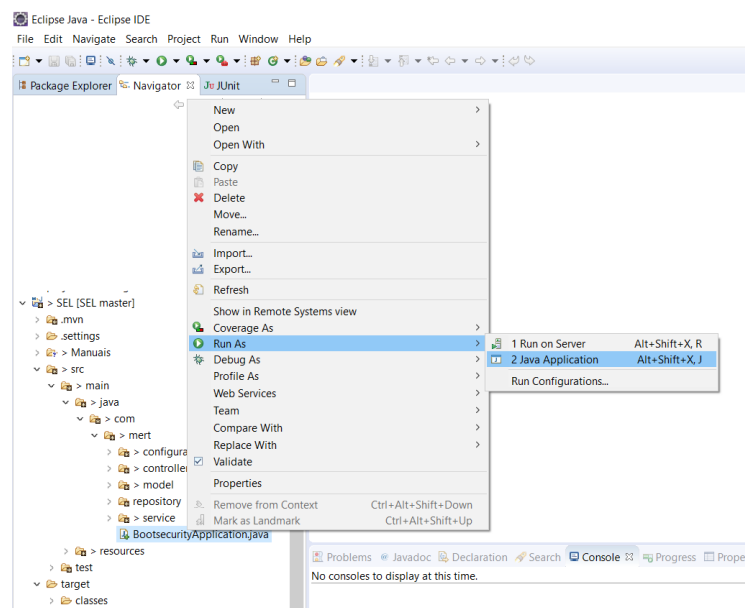 Eclipse Java - Eclipse IDE
File Edit Navigate Search Project Run Window Help
Package Explorer Navigator JUnit
New
Open
Open With
Copy
Paste
Delete
Move...
Rename...
Import...
Export...
Refresh
Show in Remote Systems view
Coverage As
Run As
Debug As
Profile As
Web Services
Team
Compare With
Replace With
Validate
Properties
Remove from Context Ctrl+Alt+Shift+Down
Mark as Landmark Ctrl+Alt+Shift+Up
1 Run on Server Alt+Shift+X, R
2 Java Application Alt+Shift+X, J
Run Configurations...
> SEL [SEL master]
.mvn
.settings
> Manuais
> src
> main
> java
> com
> mert
> configura
> controller
> model
repository
> service
BootsecurityApplication.java
> resources
test
target
classes
Problems Javadoc Declaration Search Console Progress Prope
No consoles to display at this time.